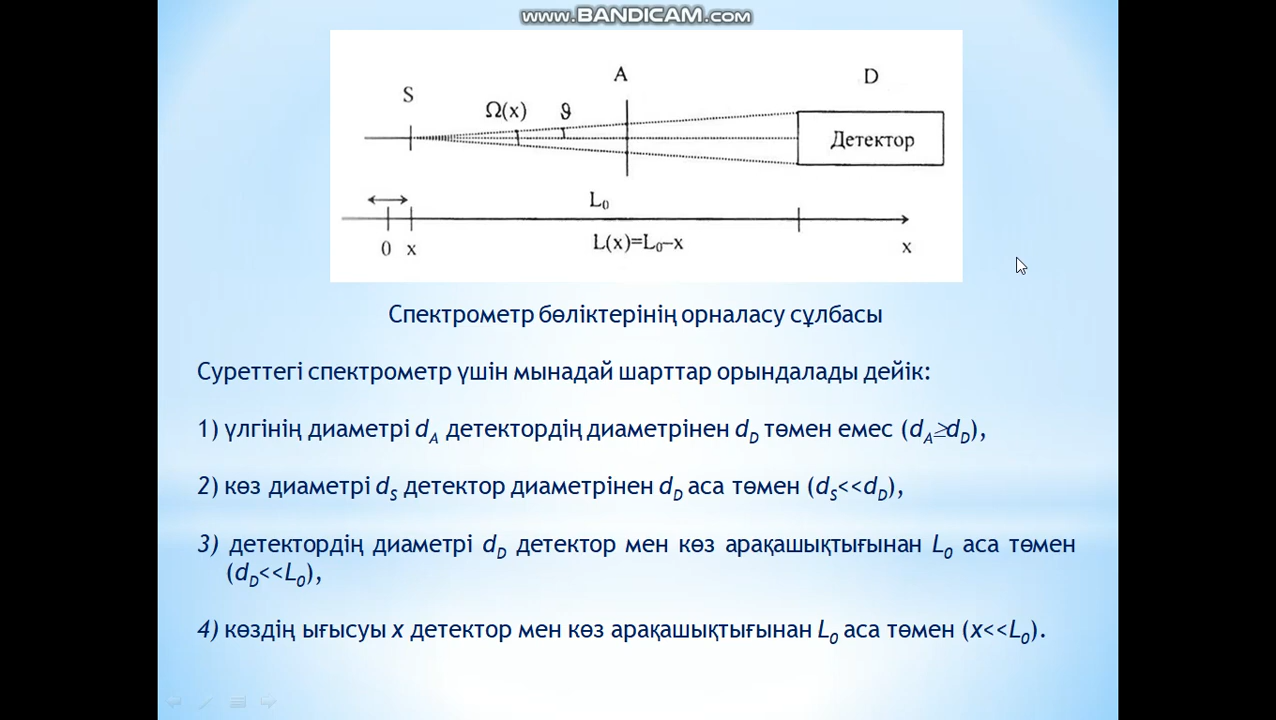 www.BANDICAM.com
S
Ω(x)
ϑ
A
D
Детектор
L₀
L(x)=L₀–x
0
x
x
Спектрометр бөліктерінің орналасу сұлбасы
Суреттегі спектрометр үшін мынадай шарттар орындалады дейік:
1) үлгінің диаметрі d_A детектордің диаметрінен d_D төмен емес (d_A≥d_D),
2) көз диаметрі d_S детектор диаметрінен d_D аса төмен (d_S<<d_D),
3) детектордің диаметрі d_D детектор мен көз арақашықтығынан L₀ аса төмен
(d_D<<L₀),
4) көздің ығысуы x детектор мен көз арақашықтығынан L₀ аса төмен (x<<L₀).